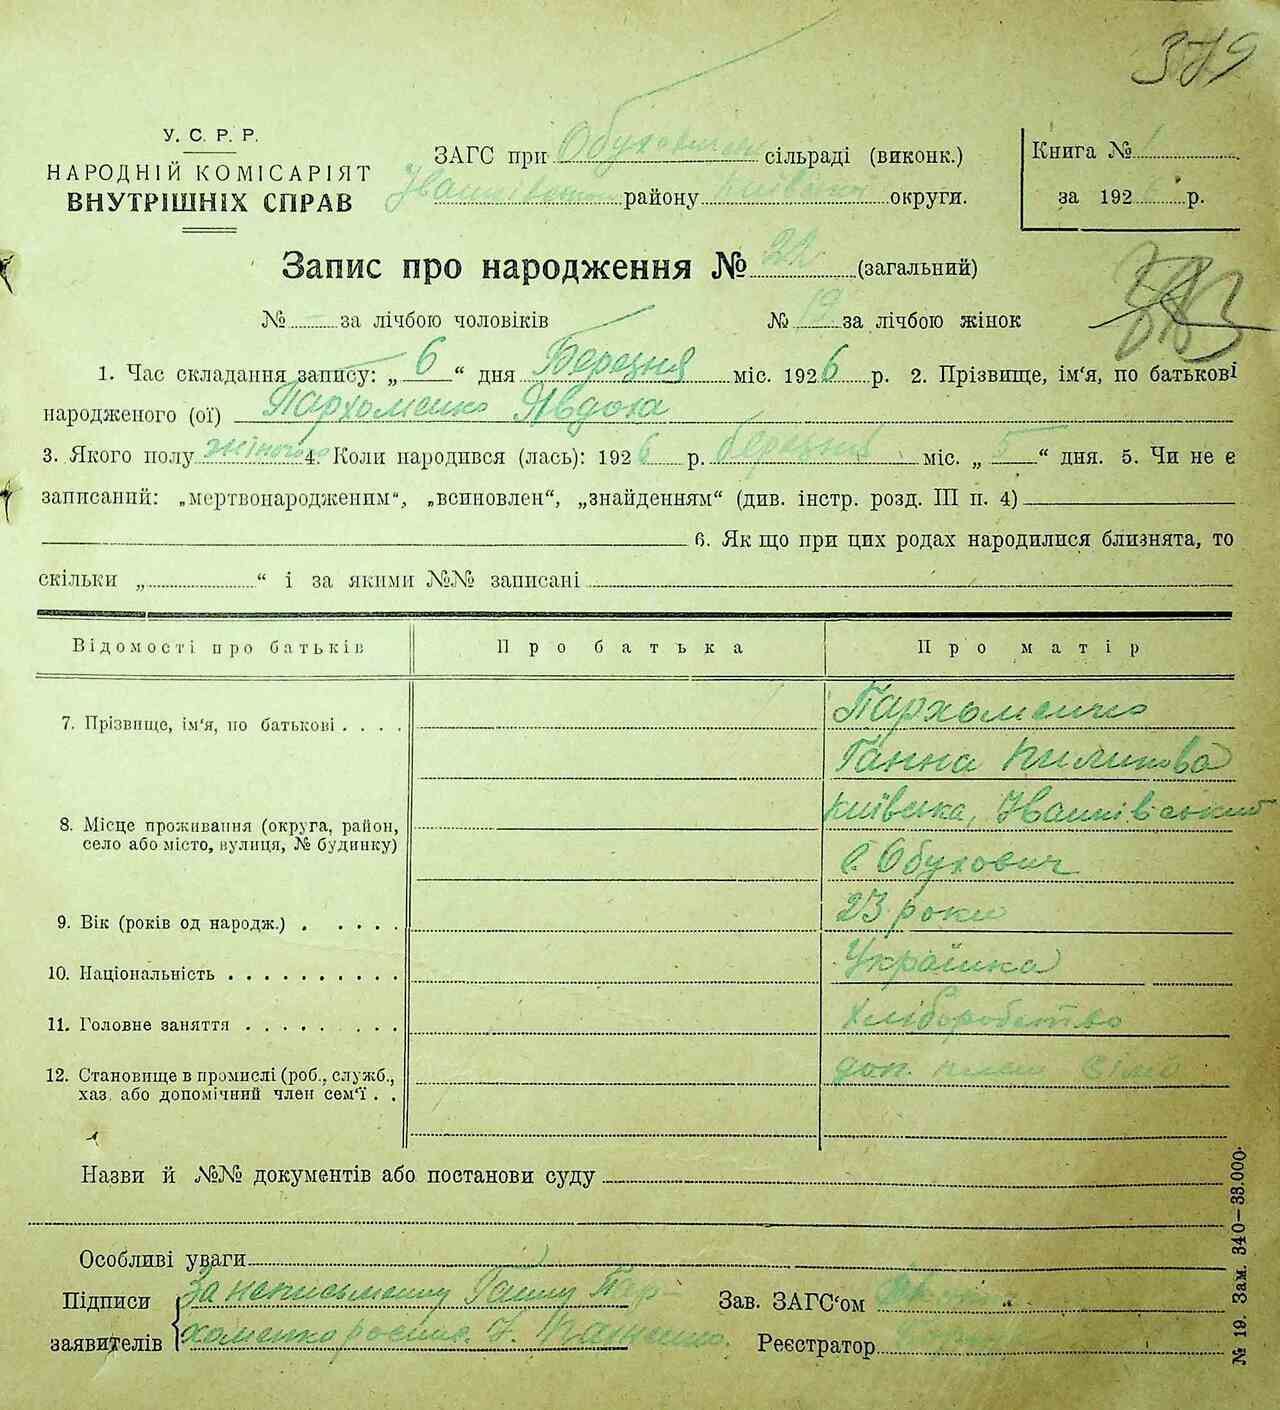 379
У. С. Р. Р.
НАРОДНІЙ КОМІСАРІЯТ
ВНУТРІШНІХ СПРАВ
ЗАГС при Обуховицькій сільраді (виконк.)
Іванківського району Київської округи.
Книга № 1
за 1926 р.
Запис про народження № 22 (загальний)
№ — за лічбою чоловіків № 19 за лічбою жінок
1. Час складання запису: „ 6 “ дня Березня міс. 1926 р. 2. Прізвище, ім‘я, по батькові
народженого (ої) Пархоменко Явдоха
3. Якого полу жіночого 4. Коли народився (лась): 1926 р. березня міс. „ 5 “ дня. 5. Чи не є
записаний: „мертвонародженим“, „всиновлен“, „знайденням“ (див. інстр. розд. III п. 4)
6. Як що при цих родах народилися близнята, то
скільки „ “ і за якими №№ записані
Відомості про батьків Про батька Про матір
7. Прізвище, ім‘я, по батькові . . . . Пархоменко
Ганна Пилипова
8. Місце проживання (округа, район, Київська, Іванківський
село або місто, вулиця, № будинку) с. Обухович
9. Вік (років од народж.) . . . . . 23 роки
10. Національність . . . . . . . . . . Українка
11. Головне заняття . . . . . . . . . Хліборобство
12. Становище в промислі (роб., служб., доп. член сімї
хаз. або допомічний член сем‘ї . .
Назви й №№ документів або постанови суду
Особливі уваги
Підписи За неписьменну Ганну Пар-
заявителів хоменко
Зав. ЗАГС‘ом
Реєстратор
№ 19. Зам. 340—38.000.